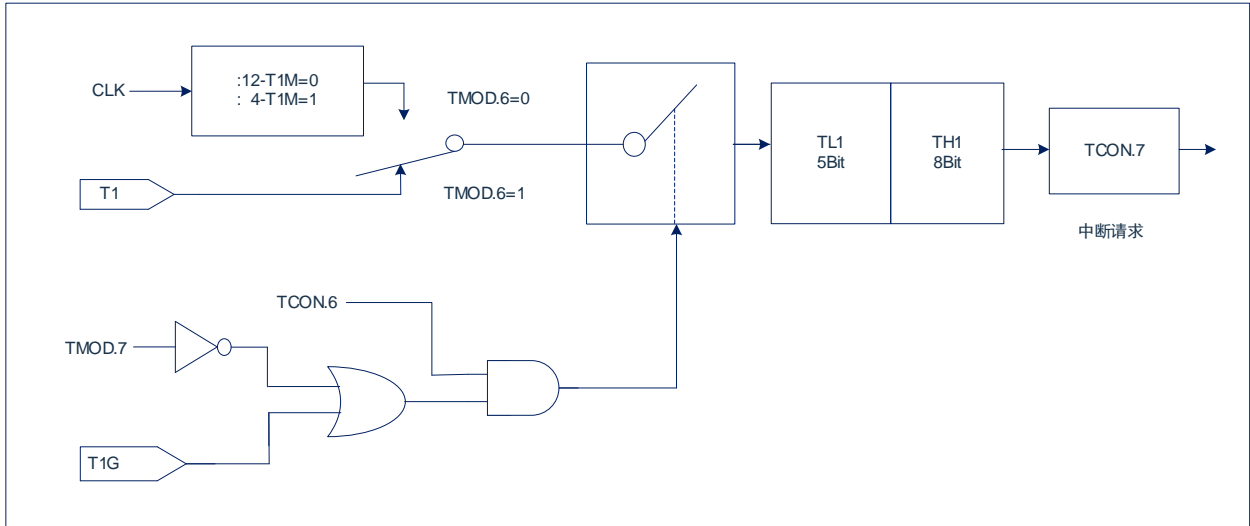 CLK
:12-T1M=0
: 4-T1M=1
TMOD.6=0
T1
TMOD.6=1
TL1
5Bit
TH1
8Bit
TCON.7
中断请求
TCON.6
TMOD.7
T1G